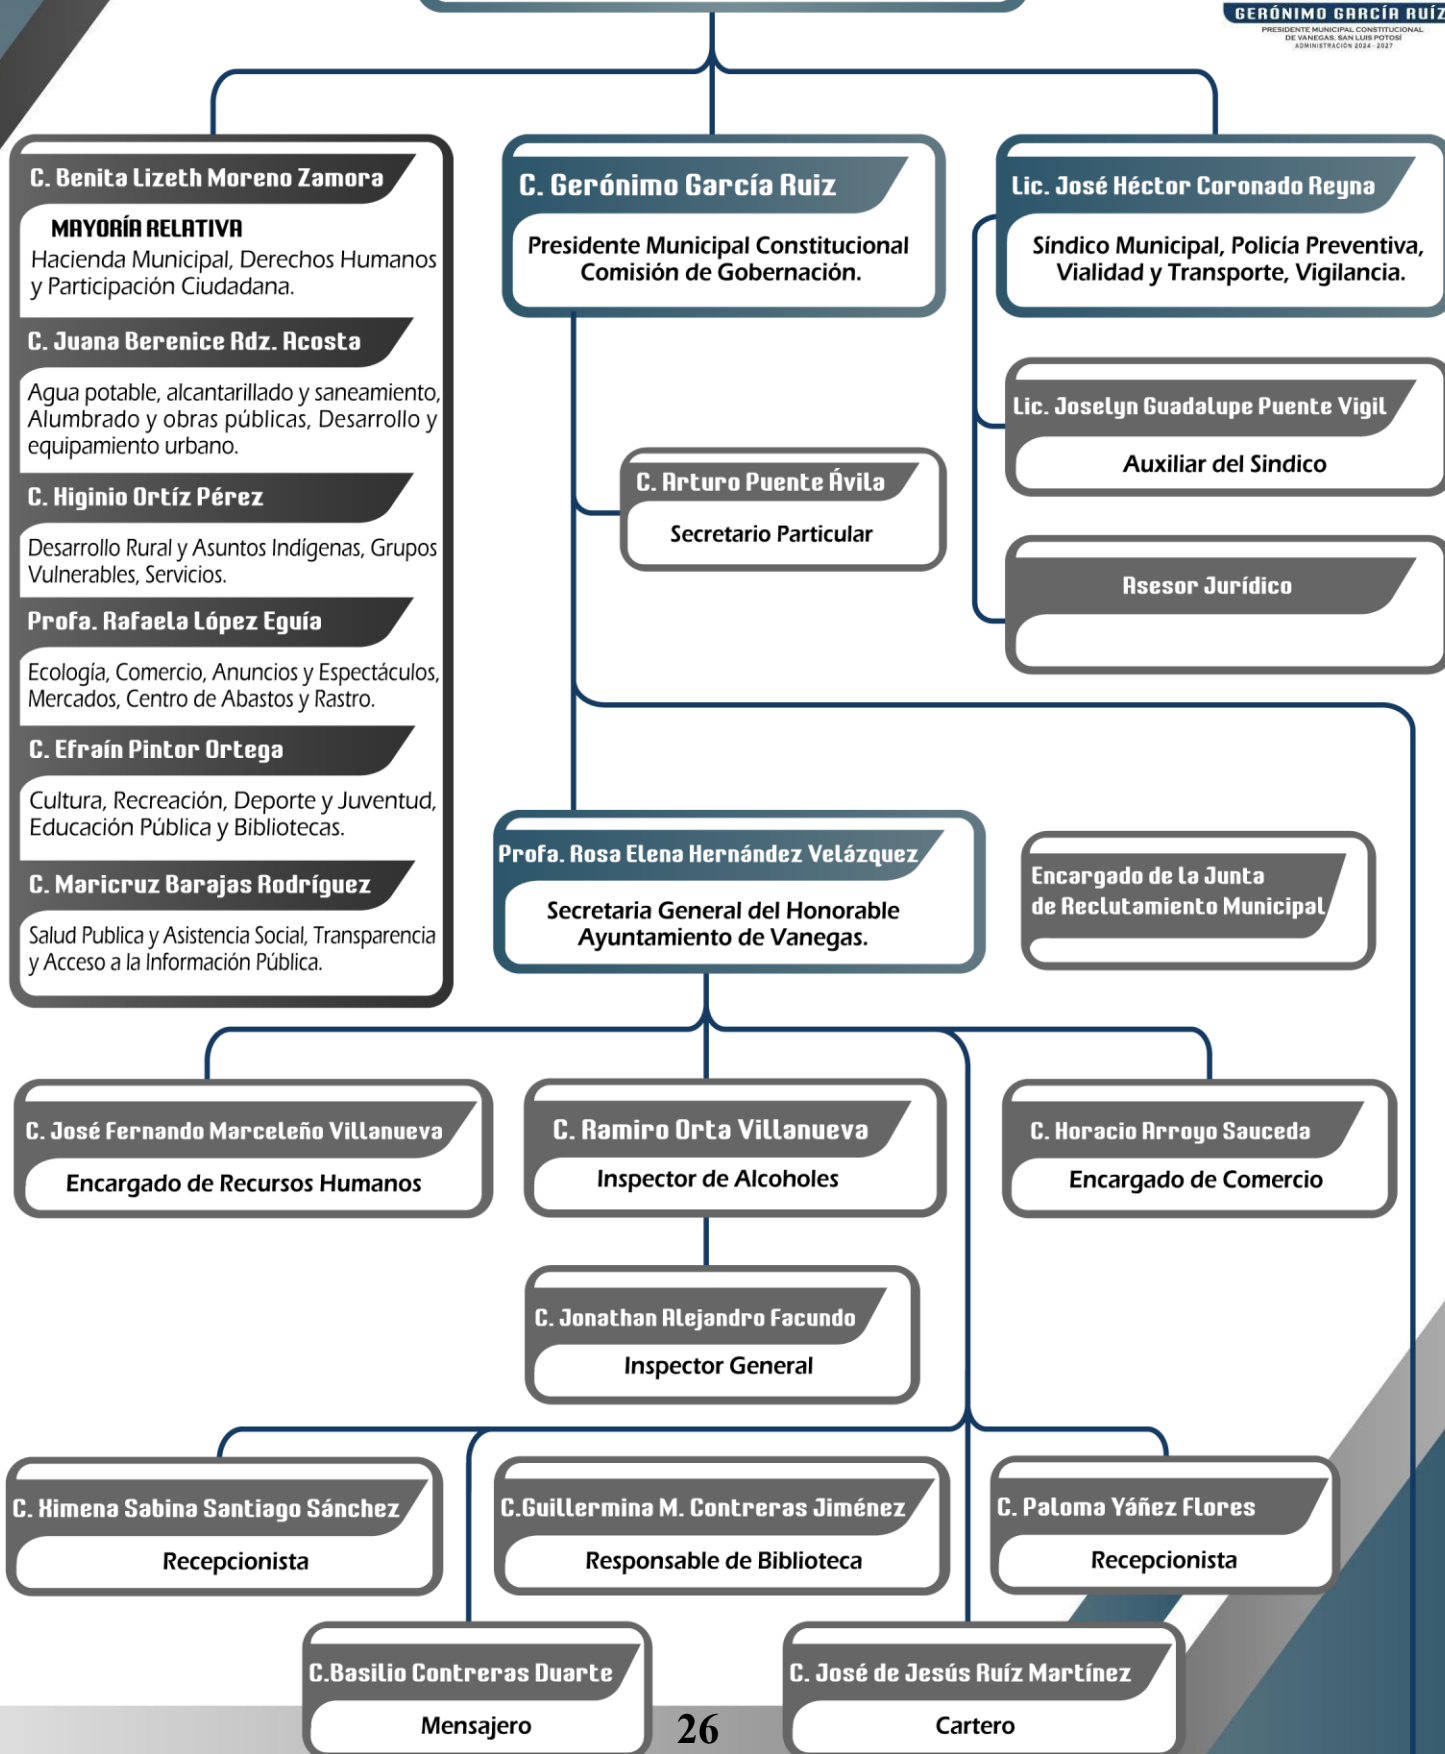 GERÓNIMO GARCÍA RUÍZ
PRESIDENTE MUNICIPAL CONSTITUCIONAL
DE VANEGAS, SAN LUIS POTOSÍ
ADMINISTRACIÓN 2024 - 2027
C. Benita Lizeth Moreno Zamora
MAYORÍA RELATIVA
Hacienda Municipal, Derechos Humanos
y Participación Ciudadana.
C. Juana Berenice Rdz. Acosta
Agua potable, alcantarillado y saneamiento,
Alumbrado y obras públicas, Desarrollo y
equipamiento urbano.
C. Higinio Ortíz Pérez
Desarrollo Rural y Asuntos Indígenas, Grupos
Vulnerables, Servicios.
Profa. Rafaela López Eguía
Ecología, Comercio, Anuncios y Espectáculos,
Mercados, Centro de Abastos y Rastro.
C. Efraín Pintor Ortega
Cultura, Recreación, Deporte y Juventud,
Educación Pública y Bibliotecas.
C. Maricruz Barajas Rodríguez
Salud Publica y Asistencia Social, Transparencia
y Acceso a la Información Pública.
C. Gerónimo García Ruiz
Presidente Municipal Constitucional
Comisión de Gobernación.
Lic. José Héctor Coronado Reyna
Síndico Municipal, Policía Preventiva,
Vialidad y Transporte, Vigilancia.
Lic. Joselyn Guadalupe Puente Vigil
Auxiliar del Sindico
C. Arturo Puente Ávila
Secretario Particular
Asesor Jurídico
Profa. Rosa Elena Hernández Velázquez
Secretaria General del Honorable
Ayuntamiento de Vanegas.
Encargado de la Junta
de Reclutamiento Municipal
C. José Fernando Marceleño Villanueva
Encargado de Recursos Humanos
C. Ramiro Orta Villanueva
Inspector de Alcoholes
C. Horacio Arroyo Sauceda
Encargado de Comercio
C. Jonathan Alejandro Facundo
Inspector General
C. Ximena Sabina Santiago Sánchez
Recepcionista
C.Guillermina M. Contreras Jiménez
Responsable de Biblioteca
C. Paloma Yáñez Flores
Recepcionista
C.Basilio Contreras Duarte
Mensajero
C. José de Jesús Ruíz Martínez
Cartero
26